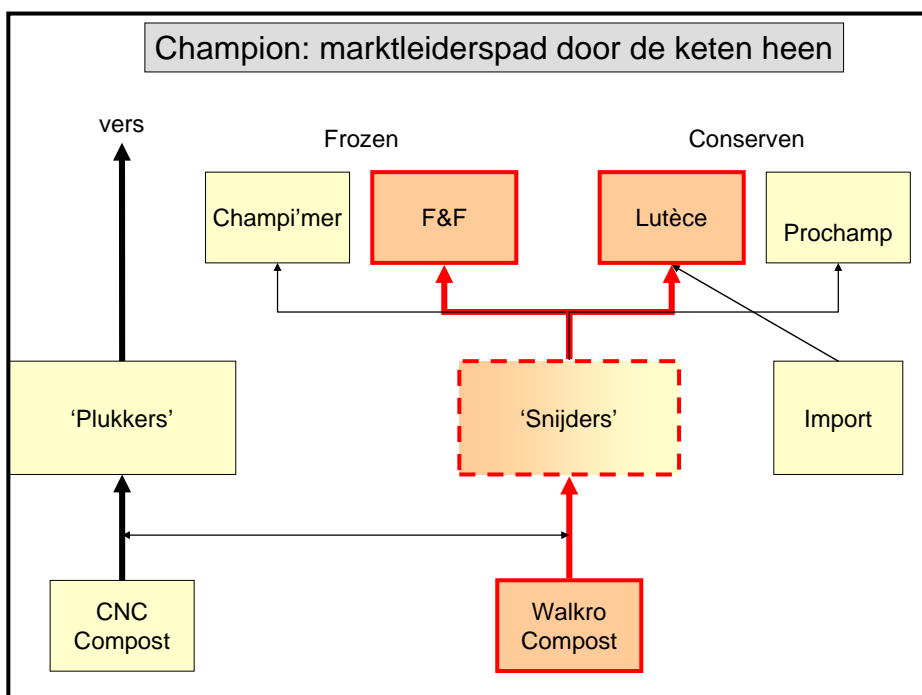 Champion: marktleiderspad door de keten heen
vers
Frozen
Conserven
Champi’mer
F&F
Lutèce
Prochamp
‘Plukkers’
‘Snijders’
Import
CNC
Compost
Walkro
Compost